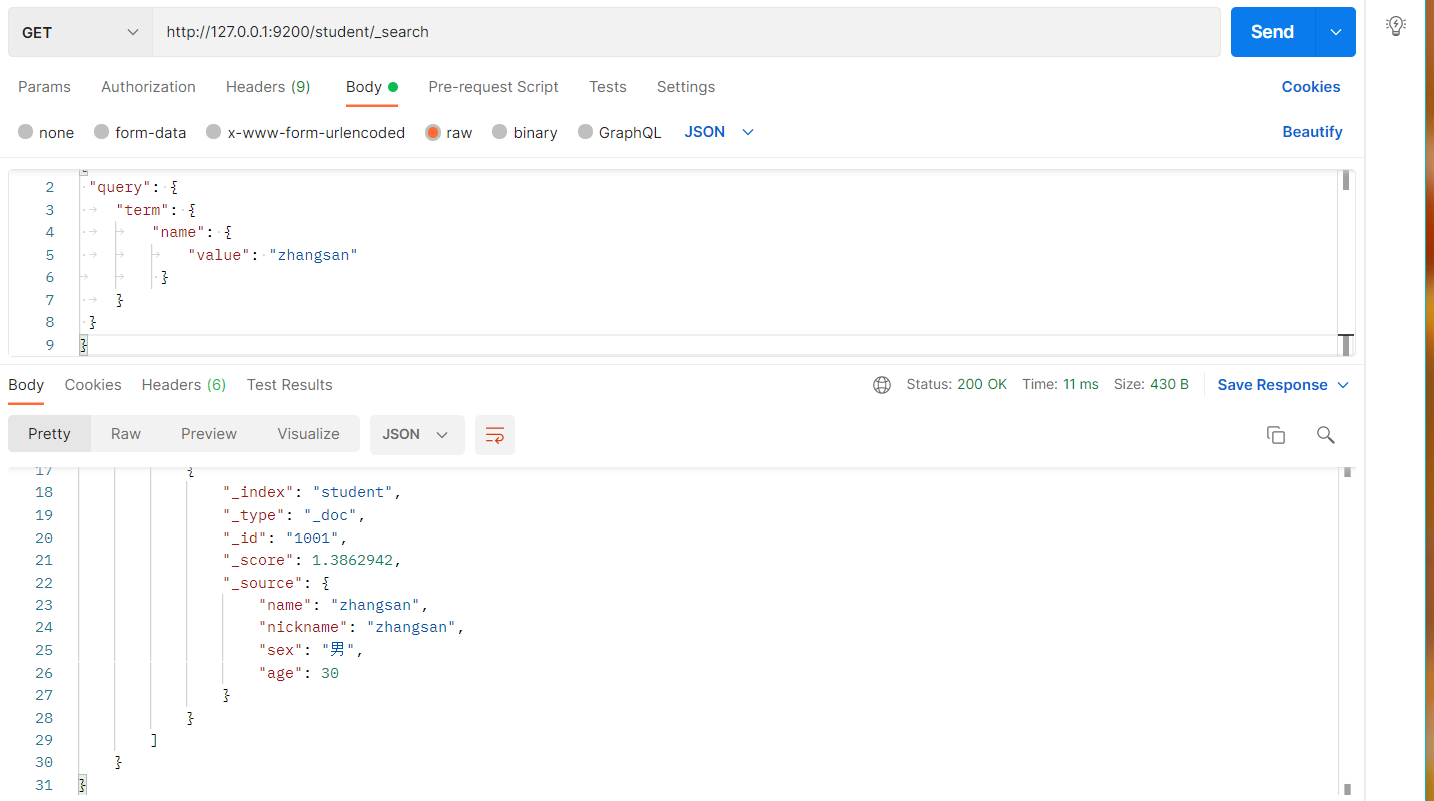 GET http://127.0.0.1:9200/student/_search Send
Params Authorization Headers (9) Body Pre-request Script Tests Settings Cookies
none form-data x-www-form-urlencoded raw binary GraphQL JSON Beautify
2 "query": {
3 "term": {
4 "name": {
5 "value": "zhangsan"
6 }
7 }
8 }
9 }
Body Cookies Headers (6) Test Results Status: 200 OK Time: 11 ms Size: 430 B Save Response
Pretty Raw Preview Visualize JSON
17 {
18 "_index": "student",
19 "_type": "_doc",
20 "_id": "1001",
21 "_score": 1.3862942,
22 "_source": {
23 "name": "zhangsan",
24 "nickname": "zhangsan",
25 "sex": "男",
26 "age": 30
27 }
28 }
29 ]
30 }
31 }